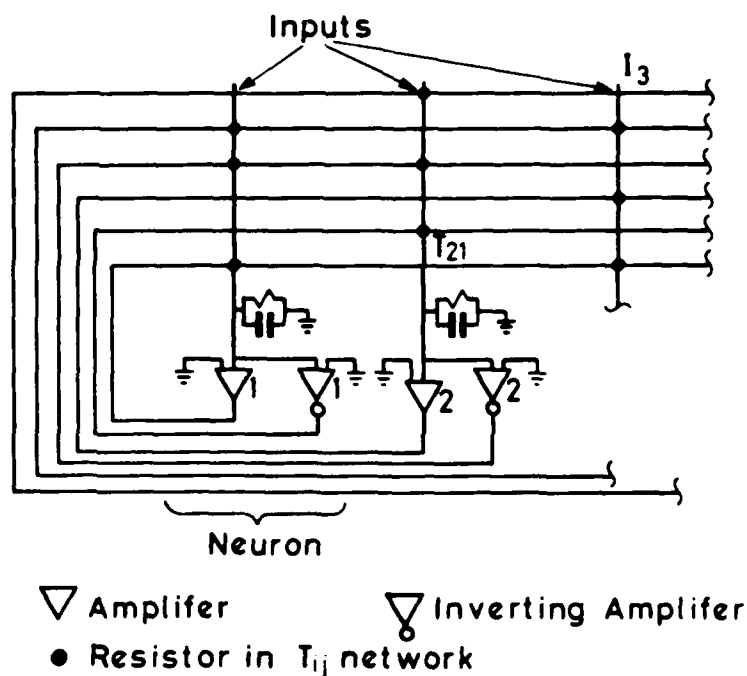 Inputs
I3
T21
1
1
2
2
Neuron
Amplifer
Inverting Amplifer
Resistor in Tij network